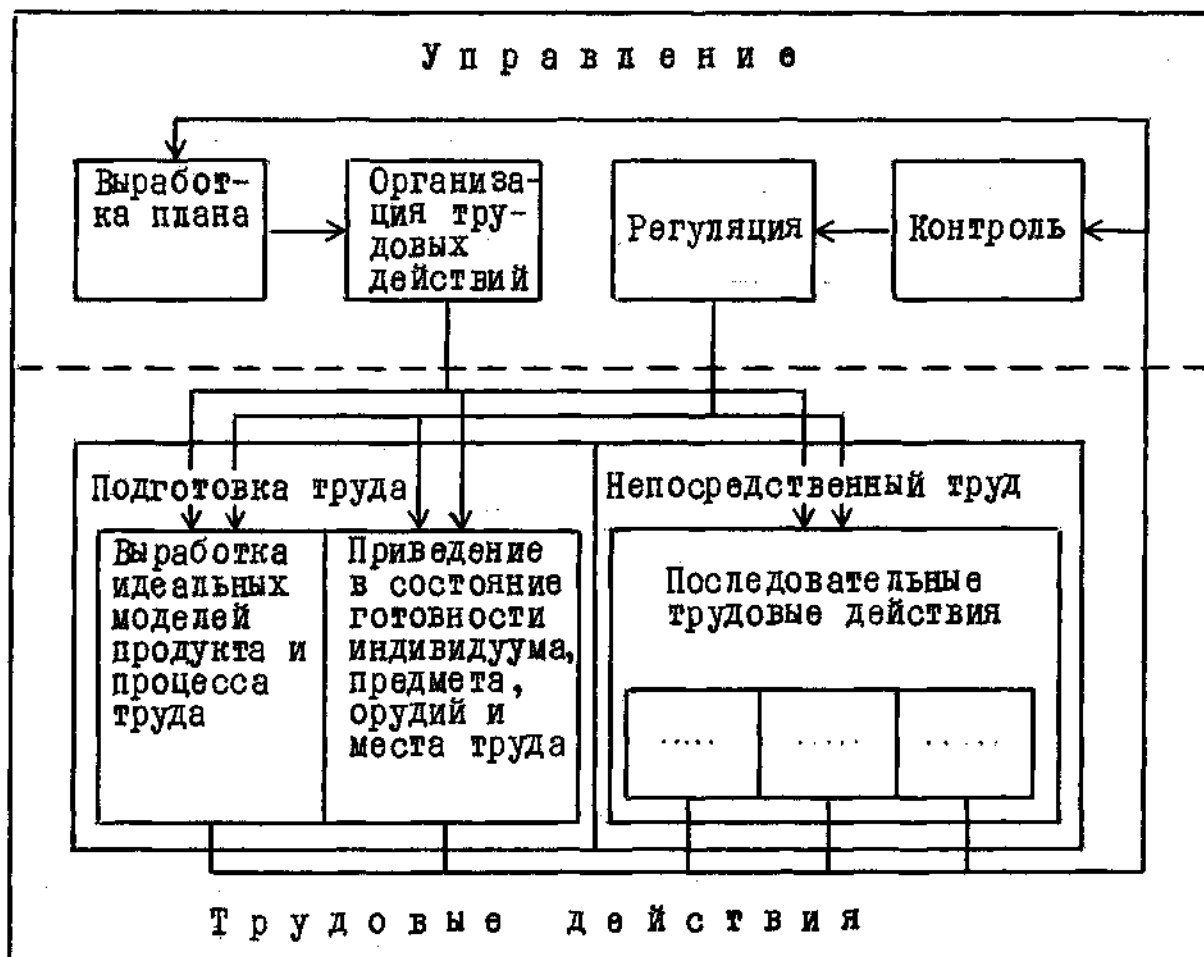 Управление
Выработ-
ка плана
Организа-
ция тру-
довых
действий
Регуляция
Контроль
Подготовка труда
Выработка
идеальных
моделей
продукта и
процесса
труда
Приведение
в состояние
готовности
индивидуума,
предмета,
орудий и
места труда
Непосредственный труд
Последовательные
трудовые действия
.....
.....
.....
Трудовые действия